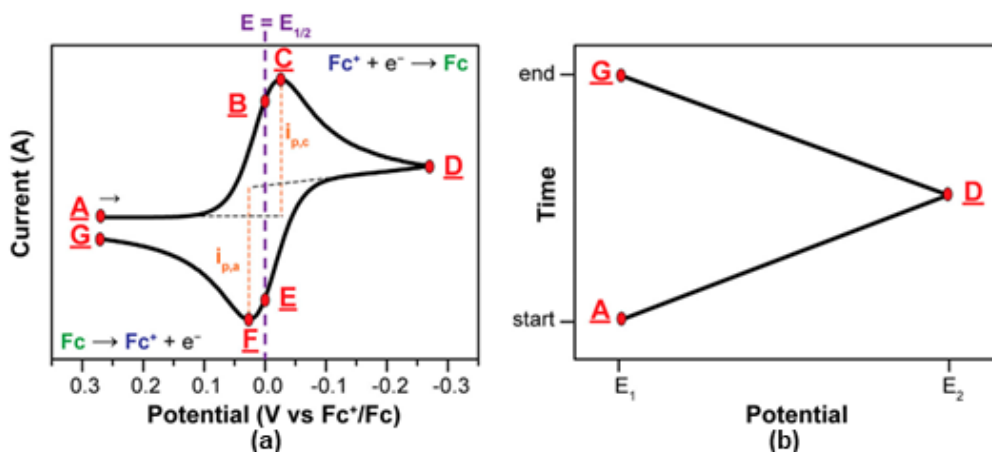 E = E1/2
C
Fc⁺ + e⁻ → Fc
B
ip,c
D
A →
G
ip,a
E
F
Fc → Fc⁺ + e⁻
Current (A)
0.3 0.2 0.1 0.0 -0.1 -0.2 -0.3
Potential (V vs Fc⁺/Fc)
(a)
end
G
Time
D
A
start
E1 E2
Potential
(b)